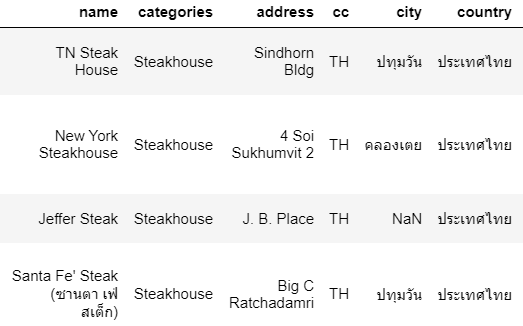 name categories address cc city country
TN Steak House Steakhouse Sindhorn Bldg TH ปทุมวัน ประเทศไทย
New York Steakhouse Steakhouse 4 Soi Sukhumvit 2 TH คลองเตย ประเทศไทย
Jeffer Steak Steakhouse J. B. Place TH NaN ประเทศไทย
Santa Fe' Steak (ซานตา เฟ่ สเต็ก) Steakhouse Big C Ratchadamri TH ปทุมวัน ประเทศไทย